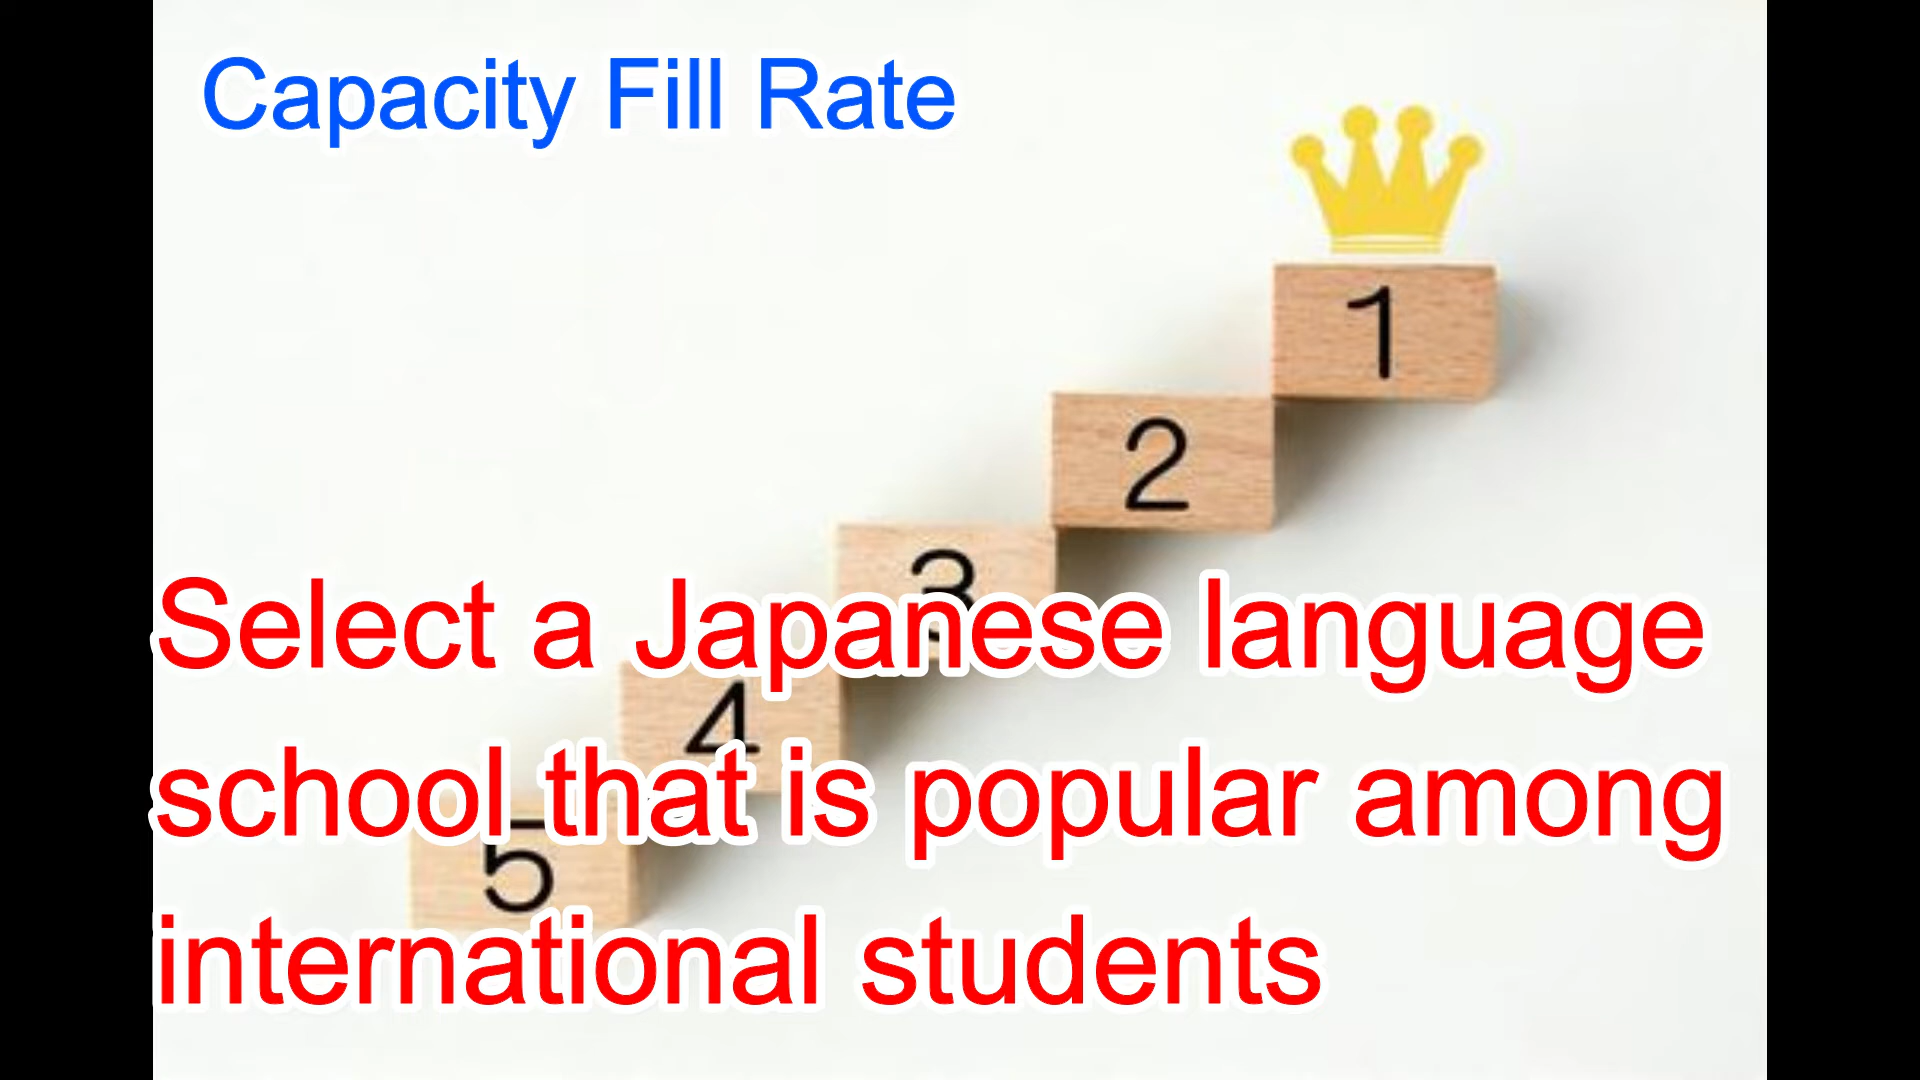 Capacity Fill Rate
1
2
3
4
5
Select a Japanese language
school that is popular among
international students